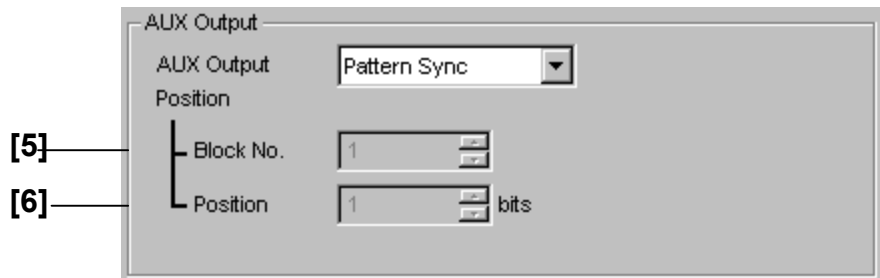 AUX Output
AUX Output Pattern Sync
Position
[5] Block No. 1
[6] Position 1 bits